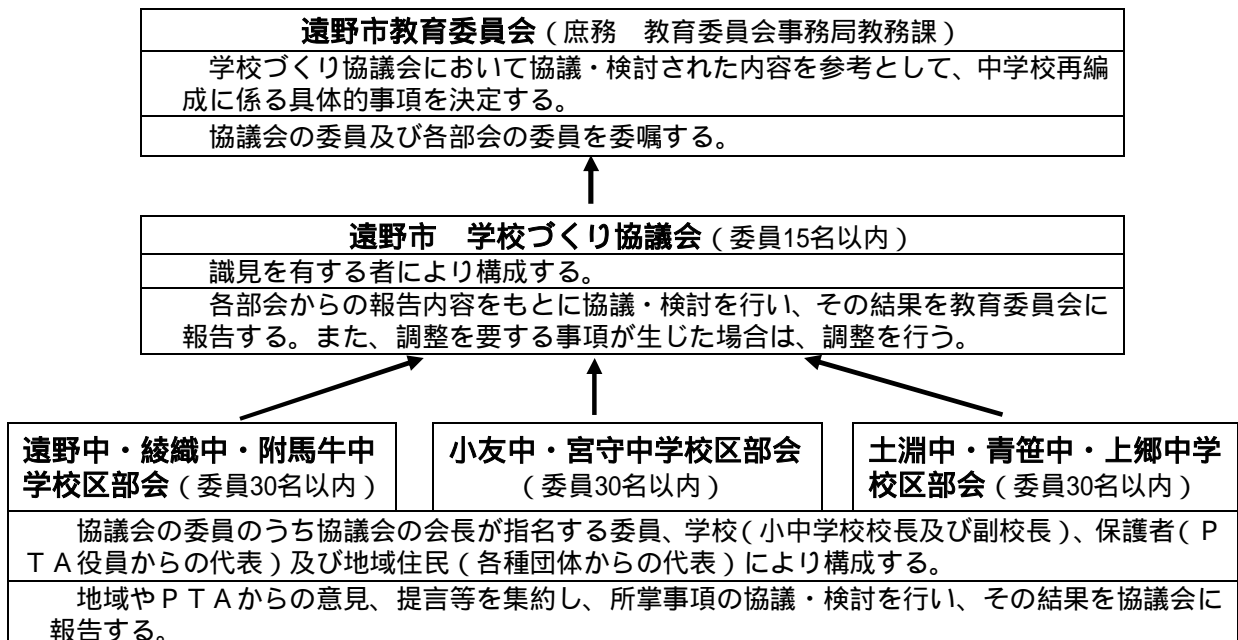 遠野市教育委員会（庶務　教育委員会事務局教務課）
学校づくり協議会において協議・検討された内容を参考として、中学校再編
成に係る具体的事項を決定する。
協議会の委員及び各部会の委員を委嘱する。
遠野市　学校づくり協議会（委員15名以内）
識見を有する者により構成する。
各部会からの報告内容をもとに協議・検討を行い、その結果を教育委員会に
報告する。また、調整を要する事項が生じた場合は、調整を行う。
遠野中・綾織中・附馬牛中
学校区部会（委員30名以内）
小友中・宮守中学校区部会
（委員30名以内）
土淵中・青笹中・上郷中学
校区部会（委員30名以内）
協議会の委員のうち協議会の会長が指名する委員、学校（小中学校校長及び副校長）、保護者（Ｐ
ＴＡ役員からの代表）及び地域住民（各種団体からの代表）により構成する。
地域やＰＴＡからの意見、提言等を集約し、所掌事項の協議・検討を行い、その結果を協議会に
報告する。